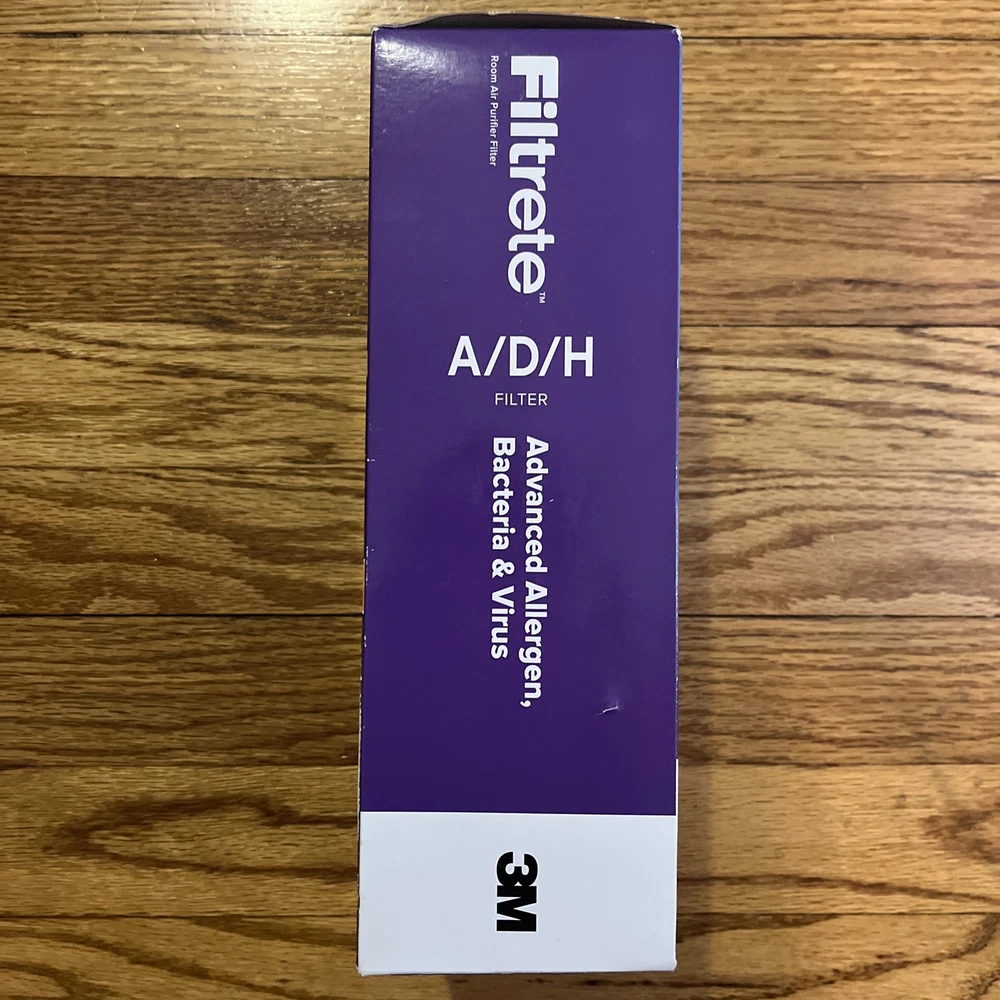 Filtrete™
Room Air Purifier Filter
A/D/H
FILTER
Advanced Allergen,
Bacteria & Virus
3M